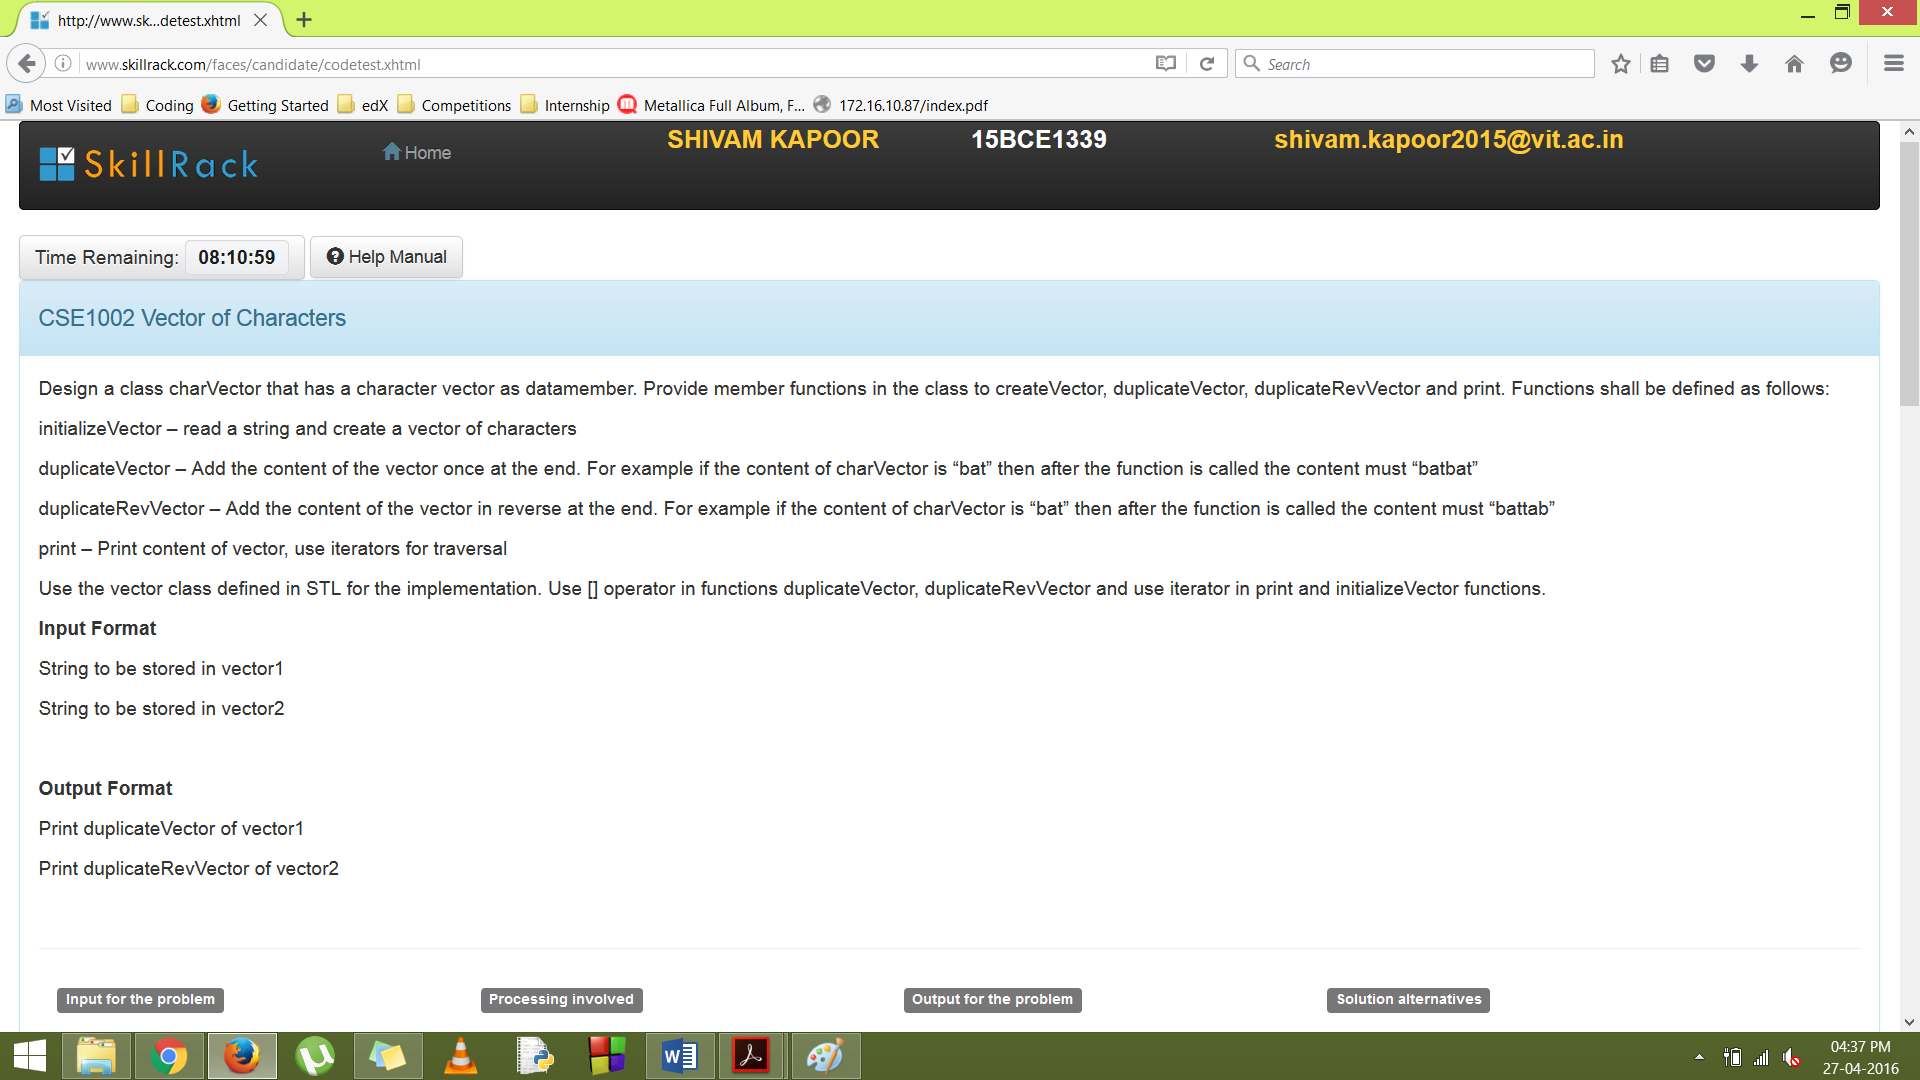 http://www.sk...detest.xhtml
www.skillrack.com/faces/candidate/codetest.xhtml
Search
Most Visited Coding Getting Started edX Competitions Internship Metallica Full Album, F... 172.16.10.87/index.pdf
SkillRack Home SHIVAM KAPOOR 15BCE1339 shivam.kapoor2015@vit.ac.in
Time Remaining: 08:10:59 Help Manual
CSE1002 Vector of Characters
Design a class charVector that has a character vector as datamember. Provide member functions in the class to createVector, duplicateVector, duplicateRevVector and print. Functions shall be defined as follows:
initializeVector – read a string and create a vector of characters
duplicateVector – Add the content of the vector once at the end. For example if the content of charVector is “bat” then after the function is called the content must “batbat”
duplicateRevVector – Add the content of the vector in reverse at the end. For example if the content of charVector is “bat” then after the function is called the content must “battab”
print – Print content of vector, use iterators for traversal
Use the vector class defined in STL for the implementation. Use [] operator in functions duplicateVector, duplicateRevVector and use iterator in print and initializeVector functions.
Input Format
String to be stored in vector1
String to be stored in vector2
Output Format
Print duplicateVector of vector1
Print duplicateRevVector of vector2
Input for the problem Processing involved Output for the problem Solution alternatives
04:37 PM
27-04-2016